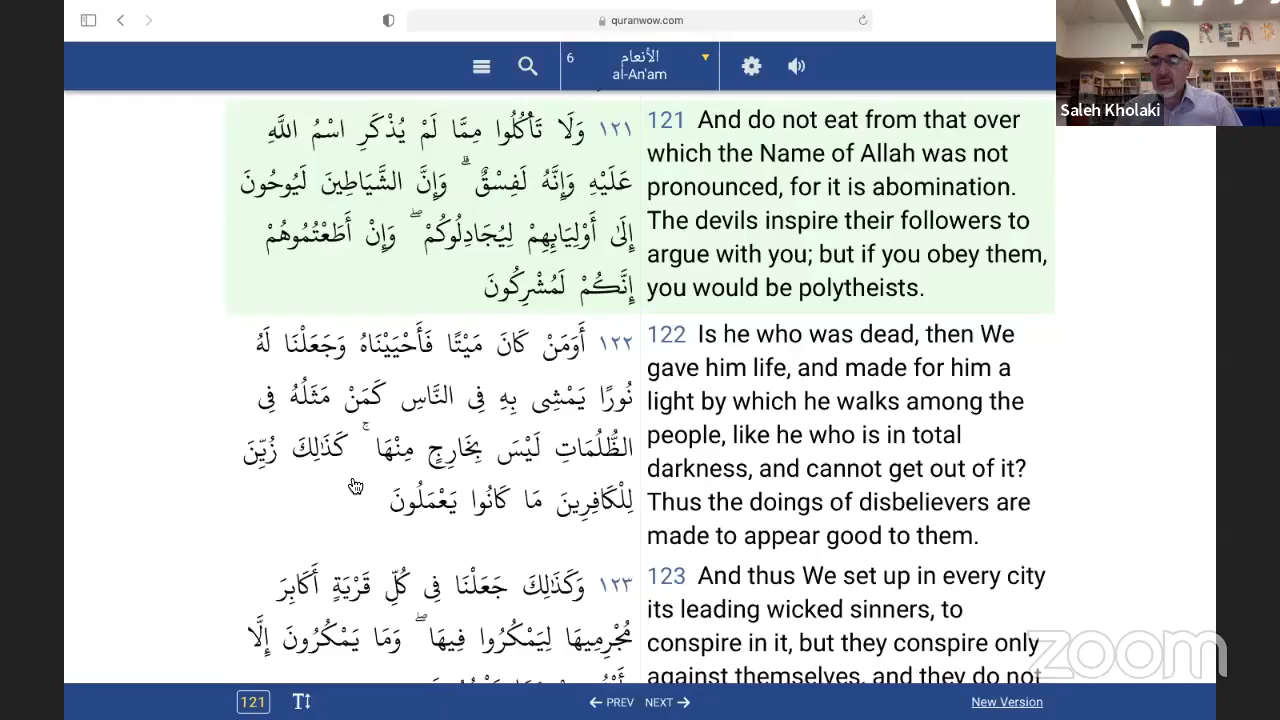 quranwow.com
6
الأنعام
al-An'am
READ
Saleh Kholaki
١٢١ وَلَا تَأْكُلُوا مِمَّا لَمْ يُذْكَرِ اسْمُ اللَّهِ
عَلَيْهِ وَإِنَّهُ لَفِسْقٌ ۗ وَإِنَّ الشَّيَاطِينَ لَيُوحُونَ
إِلَىٰ أَوْلِيَائِهِمْ لِيُجَادِلُوكُمْ ۖ وَإِنْ أَطَعْتُمُوهُمْ
إِنَّكُمْ لَمُشْرِكُونَ
121 And do not eat from that over
which the Name of Allah was not
pronounced, for it is abomination.
The devils inspire their followers to
argue with you; but if you obey them,
you would be polytheists.
١٢٢ أَوَمَنْ كَانَ مَيْتًا فَأَحْيَيْنَاهُ وَجَعَلْنَا لَهُ
نُورًا يَمْشِى بِهِ فِى النَّاسِ كَمَنْ مَثَلُهُ فِى
الظُّلُمَاتِ لَيْسَ بِخَارِجٍ مِنْهَا ۚ كَذَٰلِكَ زُيِّنَ
لِلْكَافِرِينَ مَا كَانُوا يَعْمَلُونَ
122 Is he who was dead, then We
gave him life, and made for him a
light by which he walks among the
people, like he who is in total
darkness, and cannot get out of it?
Thus the doings of disbelievers are
made to appear good to them.
١٢٣ وَكَذَٰلِكَ جَعَلْنَا فِى كُلِّ قَرْيَةٍ أَكَابِرَ
مُجْرِمِيهَا لِيَمْكُرُوا فِيهَا ۖ وَمَا يَمْكُرُونَ إِلَّا
123 And thus We set up in every city
its leading wicked sinners, to
conspire in it, but they conspire only
against themselves, and they do not
zoom
121
PREV NEXT
New Version